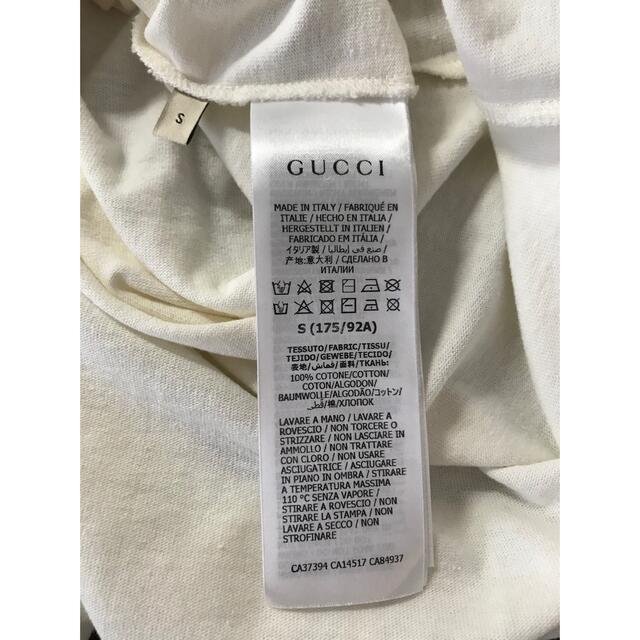 S
GUCCI
MADE IN ITALY / FABRIQUÉ EN
ITALIE / HECHO EN ITALIA /
HERGESTELLT IN ITALIEN /
FABRICADO EM ITÁLIA /
イタリア製 / صنع في إيطاليا /
产地:意大利 / СДЕЛАНО В
ИТАЛИИ
S (175/92A)
TESSUTO/FABRIC/TISSU/
TEJIDO/GEWEBE/TECIDO/
表地/قماش/面料/ТКАНЬ:
100% COTONE/COTTON/
COTON/ALGODON/
BAUMWOLLE/ALGODÃO/コットン/
قطن/棉/ХЛОПОК
LAVARE A MANO / LAVARE A
ROVESCIO / NON TORCERE O
STRIZZARE / NON LASCIARE IN
AMMOLLO / NON TRATTARE
CON CLORO / NON USARE
ASCIUGATRICE / ASCIUGARE
IN PIANO IN OMBRA / STIRARE
A TEMPERATURA MASSIMA
110 °C SENZA VAPORE / NON
STIRARE LA STAMPA / NON
LAVARE A SECCO / NON
CA37394 CA14517 CA84937